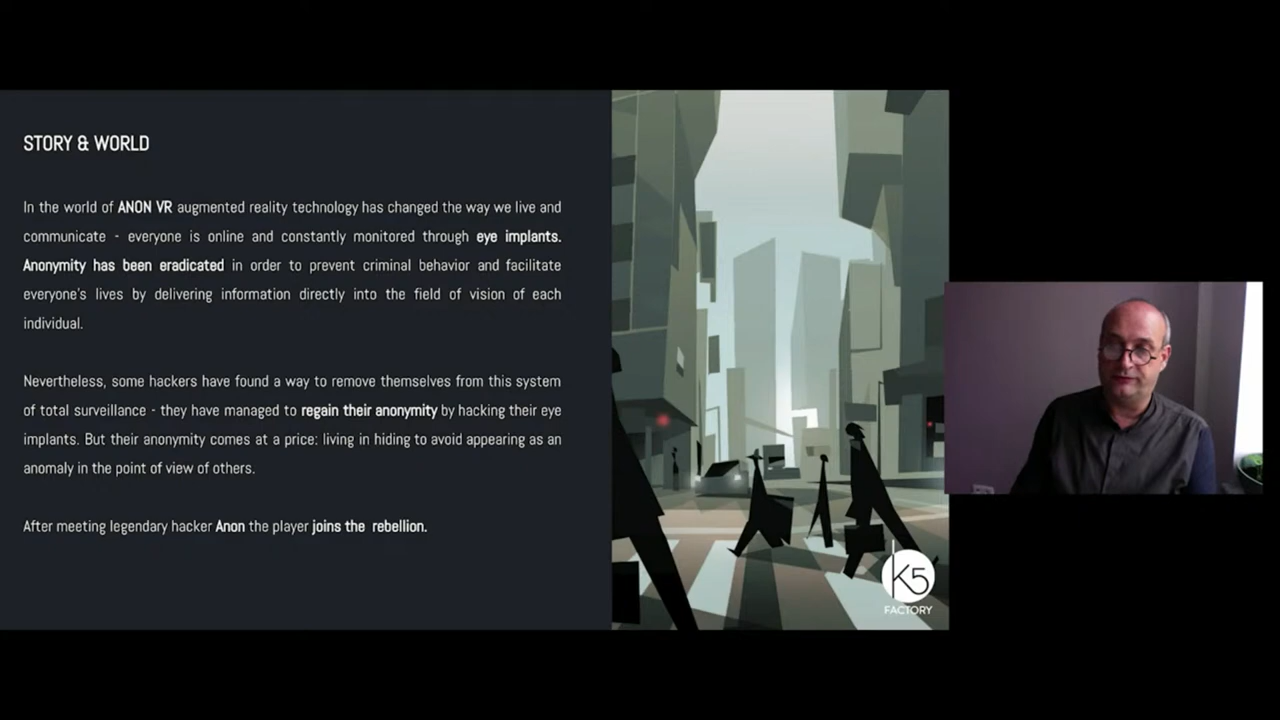 STORY & WORLD
In the world of ANON VR augmented reality technology has changed the way we live and
communicate - everyone is online and constantly monitored through eye implants.
Anonymity has been eradicated in order to prevent criminal behavior and facilitate
everyone's lives by delivering information directly into the field of vision of each
individual.
Nevertheless, some hackers have found a way to remove themselves from this system
of total surveillance - they have managed to regain their anonymity by hacking their eye
implants. But their anonymity comes at a price: living in hiding to avoid appearing as an
anomaly in the point of view of others.
After meeting legendary hacker Anon the player joins the rebellion.
K5
FACTORY